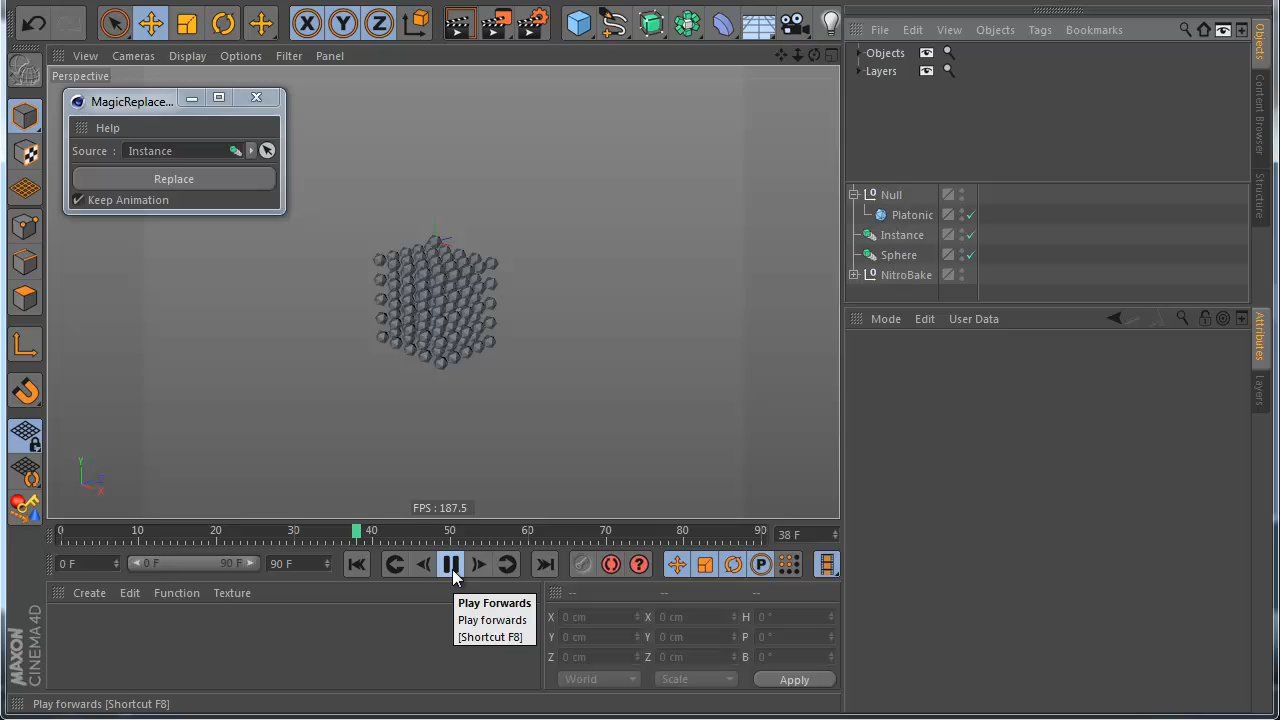 File Edit View Objects Tags Bookmarks
View Cameras Display Options Filter Panel
Perspective
MagicReplace...
Help
Source : Instance
Replace
Keep Animation
Objects
Layers
Null
Platonic
Instance
Sphere
NitroBake
Mode Edit User Data
Objects
Content Browser
Structure
Attributes
Layers
X Y Z
Y
Z
X
FPS : 187.5
0 10 20 30 40 50 60 70 80 90 38 F
0 F 0 F 90 F 90 F
P
Play Forwards
Play forwards
[Shortcut F8]
Create Edit Function Texture
-- -- --
X 0 cm X 0 cm H 0 °
Y 0 cm Y 0 cm P 0 °
Z 0 cm Z 0 cm B 0 °
World Scale Apply
MAXON
CINEMA 4D
Play forwards [Shortcut F8]